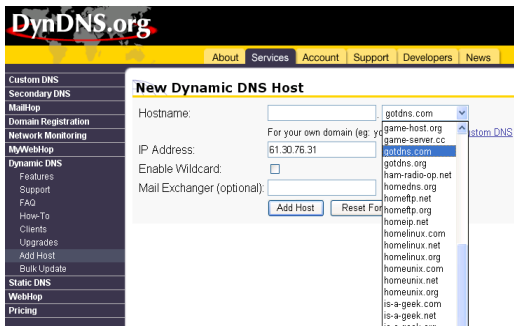 DynDNS.org
About Services Account Support Developers News
Custom DNS
Secondary DNS
MailHop
Domain Registration
Network Monitoring
MyWebHop
Dynamic DNS
Features
Support
FAQ
How-To
Clients
Upgrades
Add Host
Bulk Update
Static DNS
WebHop
Pricing
New Dynamic DNS Host
Hostname: . gotdns.com
For your own domain (eg: yo stom DNS
IP Address: 61.30.76.31
Enable Wildcard:
Mail Exchanger (optional):
Add Host Reset For
game-host.org
game-server.cc
gotdns.com
gotdns.org
ham-radio-op.net
homedns.org
homeftp.net
homeftp.org
homeip.net
homelinux.com
homelinux.net
homelinux.org
homeunix.com
homeunix.net
homeunix.org
is-a-geek.com
is-a-geek.net